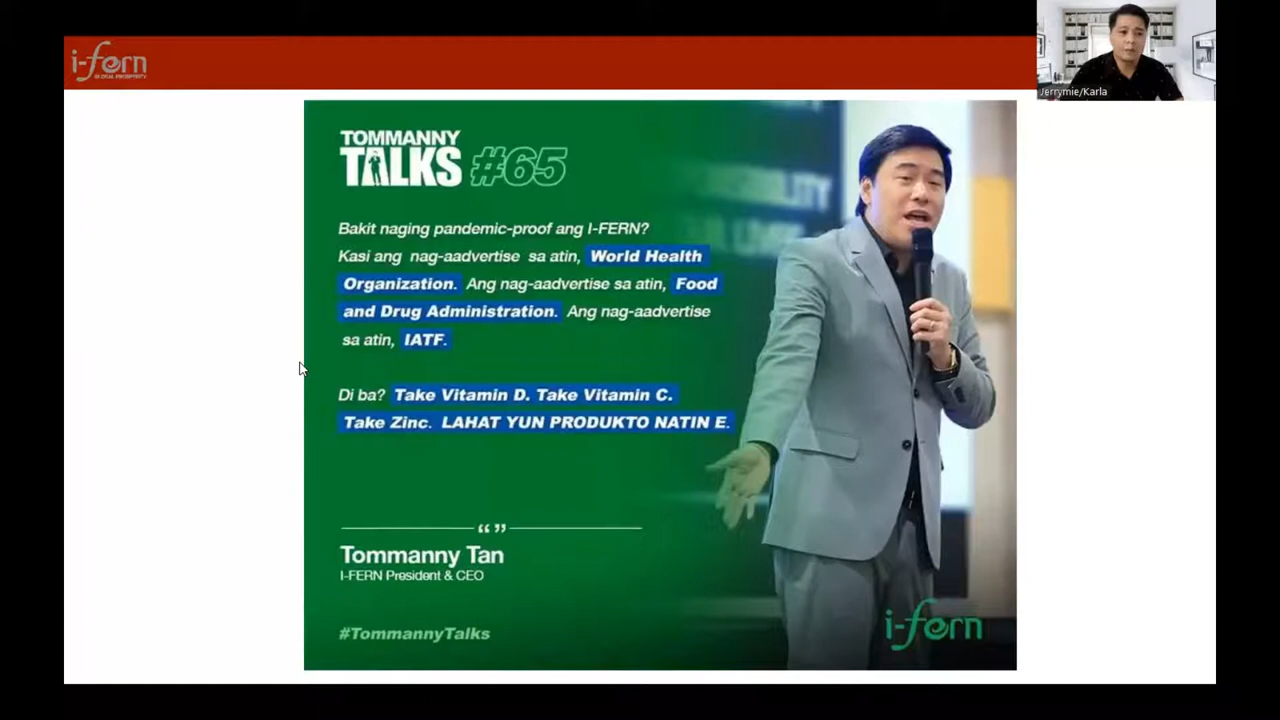 i-fern
GLOBAL PROSPERITY
Jerrymie/Karla
TOMMANNY
TALKS #65
Bakit naging pandemic-proof ang I-FERN?
Kasi ang nag-aadvertise sa atin, World Health
Organization. Ang nag-aadvertise sa atin, Food
and Drug Administration. Ang nag-aadvertise
sa atin, IATF.
Di ba? Take Vitamin D. Take Vitamin C.
Take Zinc. LAHAT YUN PRODUKTO NATIN E.
“ ”
Tommanny Tan
I-FERN President & CEO
#TommannyTalks
i-fern